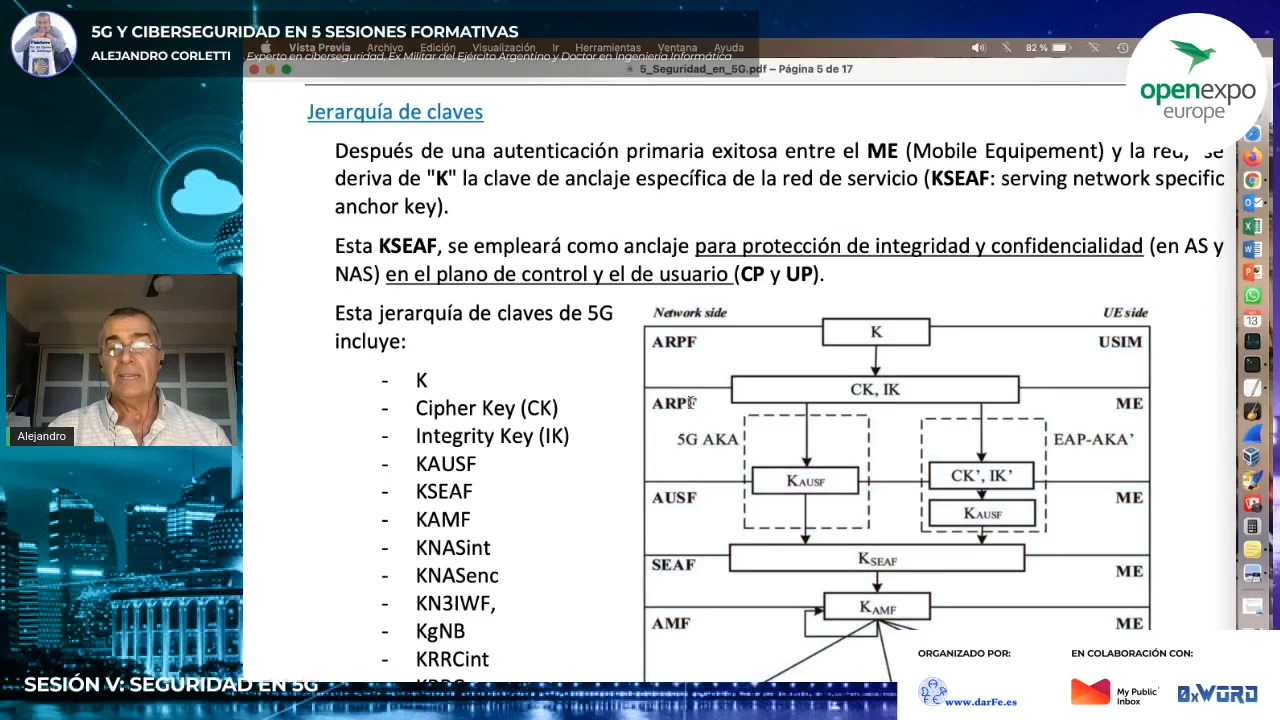 5G Y CIBERSEGURIDAD EN 5 SESIONES FORMATIVAS
ALEJANDRO CORLETTI Experto en ciberseguridad, Ex Militar del Ejército Argentino y Doctor en Ingeniería Informática
Vista Previa Archivo Edición Visualización Ir Herramientas Ventana Ayuda
82 %
5_Seguridad_en_5G.pdf – Página 5 de 17
openexpo
europe
Jerarquía de claves
Después de una autenticación primaria exitosa entre el ME (Mobile Equipement) y la red, se
deriva de "K" la clave de anclaje específica de la red de servicio (KSEAF: serving network specific
anchor key).
Esta KSEAF, se empleará como anclaje para protección de integridad y confidencialidad (en AS y
NAS) en el plano de control y el de usuario (CP y UP).
Esta jerarquía de claves de 5G
incluye:
- K
- Cipher Key (CK)
- Integrity Key (IK)
- KAUSF
- KSEAF
- KAMF
- KNASint
- KNASenc
- KN3IWF,
- KgNB
- KRRCint
Network side UE side
ARPF K USIM
CK, IK
ARPF ME
5G AKA EAP-AKA’
KAUSF CK’, IK’
AUSF ME
KAUSF
KSEAF
SEAF ME
KAMF
AMF ME
Alejandro
13
SESIÓN V: SEGURIDAD EN 5G
ORGANIZADO POR: EN COLABORACIÓN CON:
www.darFe.es
My Public
Inbox
0xWORD